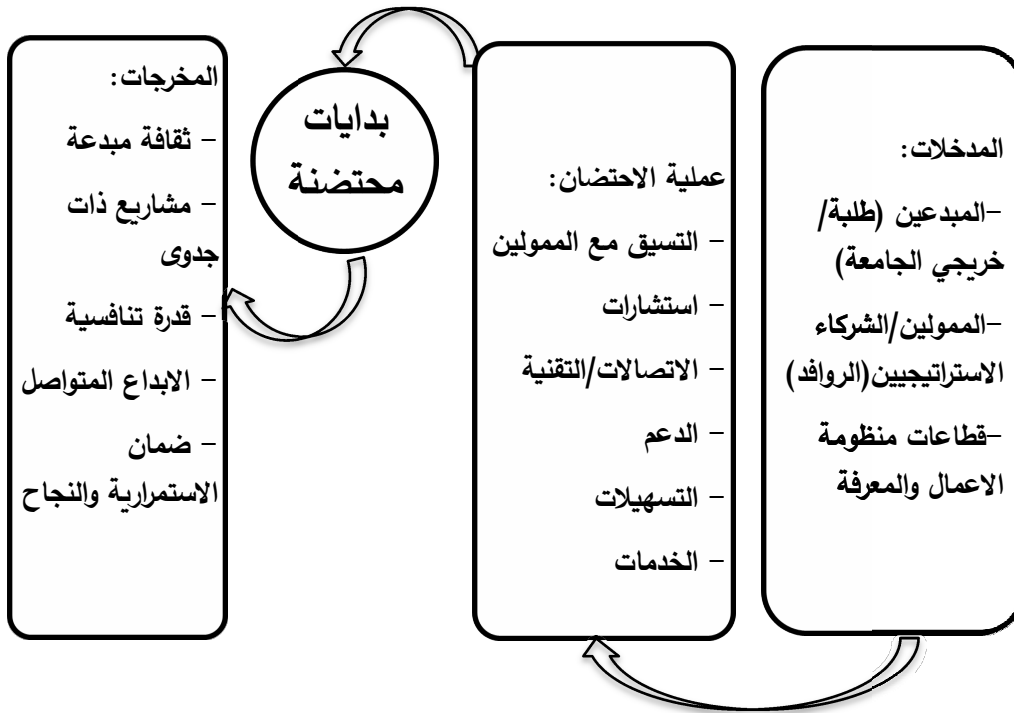 المدخلات:
-المبدعين (طلبة/
خريجي الجامعة)
-الممولين/الشركاء
الاستراتيجيين(الروافد)
-قطاعات منظومة
الاعمال والمعرفة
عملية الاحتضان:
- التسيق مع الممولين
- استشارات
- الاتصالات/التقنية
- الدعم
- التسهيلات
- الخدمات
بدايات
محتضنة
المخرجات:
- ثقافة مبدعة
- مشاريع ذات
جدوى
- قدرة تنافسية
- الابداع المتواصل
- ضمان
الاستمرارية والنجاح